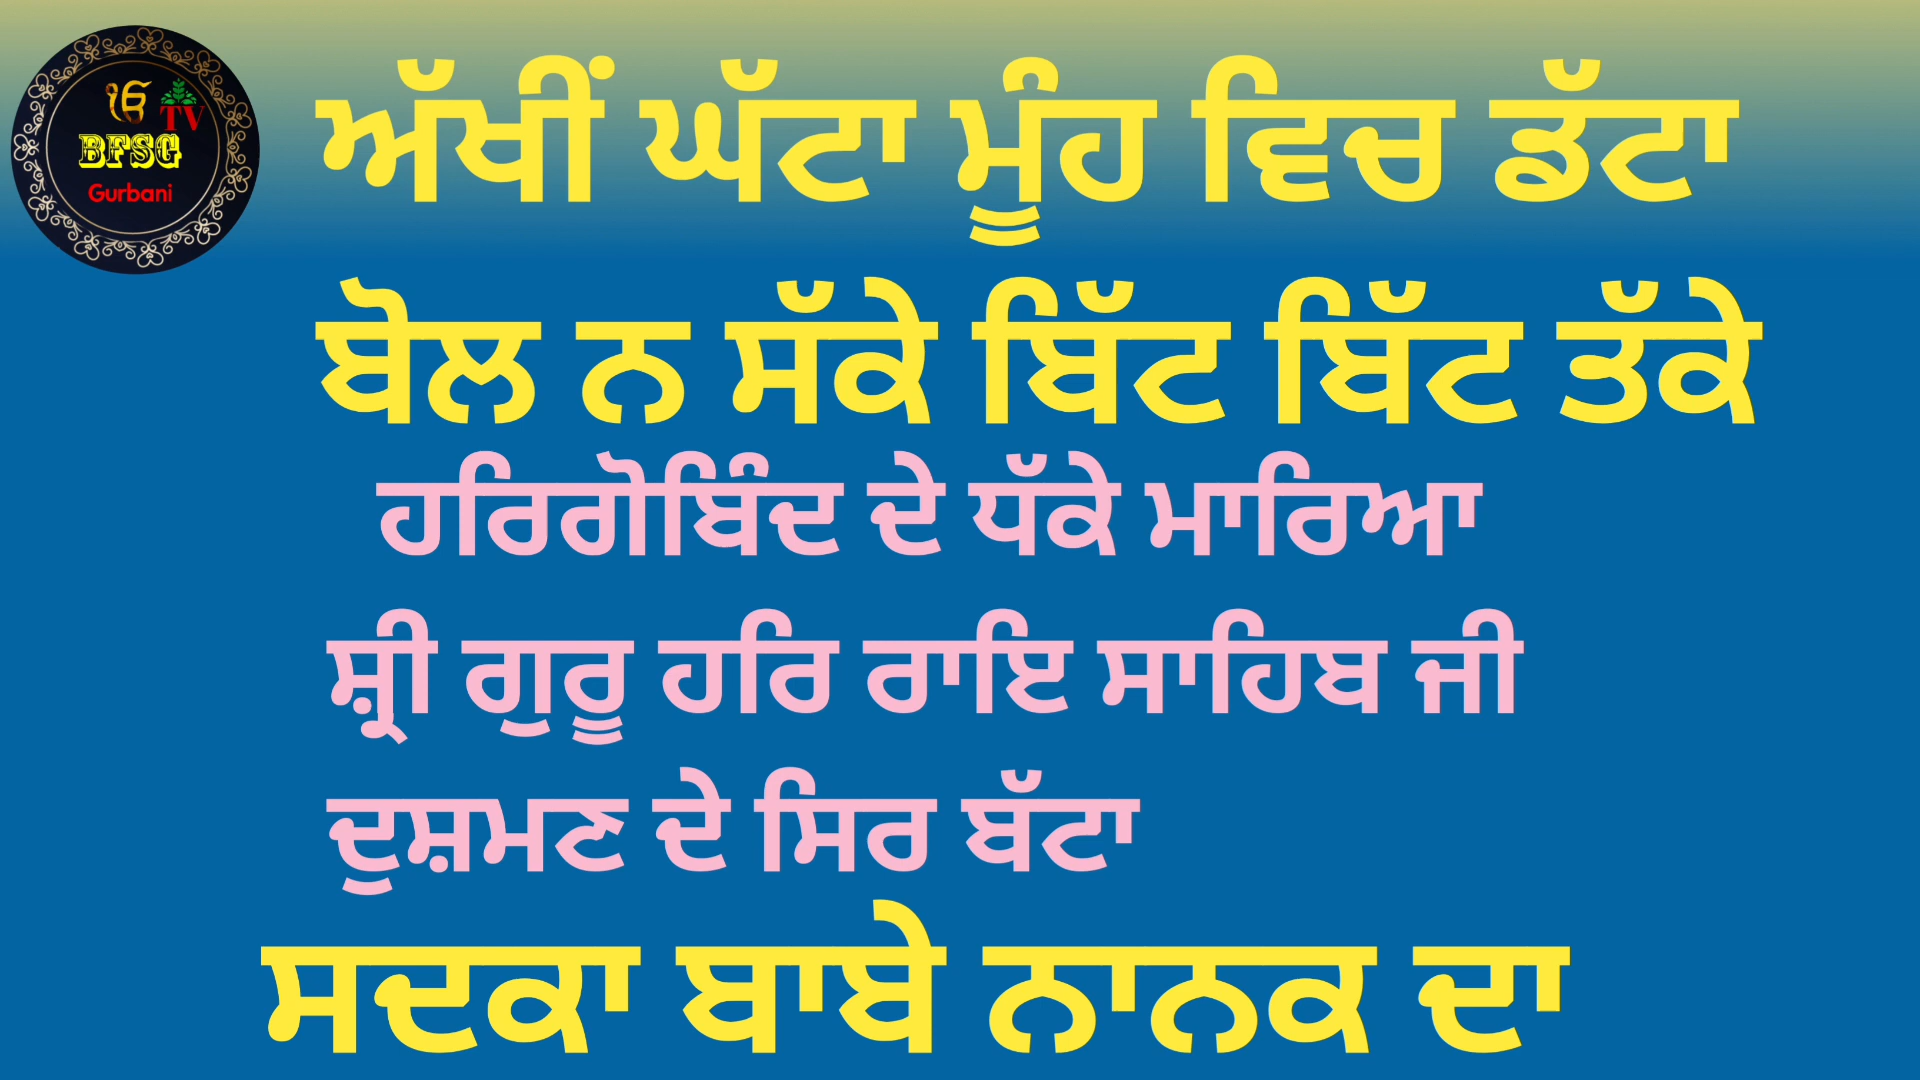 ੴ TV
BFSG
Gurbani
ਅੱਖੀਂ ਘੱਟਾ ਮੂੰਹ ਵਿਚ ਡੱਟਾ
ਬੋਲ ਨ ਸੱਕੇ ਬਿੱਟ ਬਿੱਟ ਤੱਕੇ
ਹਰਿਗੋਬਿੰਦ ਦੇ ਧੱਕੇ ਮਾਰਿਆ
ਸ਼੍ਰੀ ਗੁਰੂ ਹਰਿ ਰਾਇ ਸਾਹਿਬ ਜੀ
ਦੁਸ਼ਮਣ ਦੇ ਸਿਰ ਬੱਟਾ
ਸਦਕਾ ਬਾਬੇ ਨਾਨਕ ਦਾ